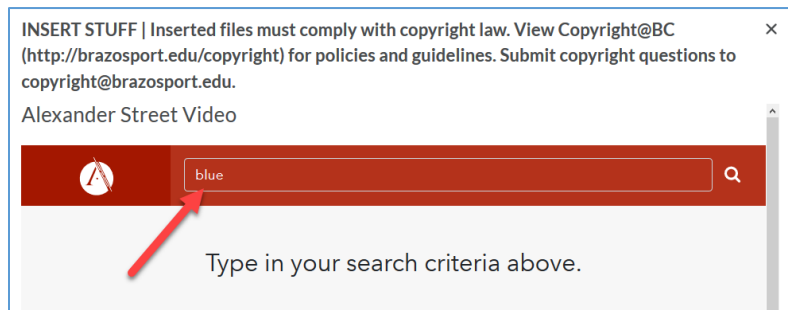 INSERT STUFF | Inserted files must comply with copyright law. View Copyright@BC
(http://brazosport.edu/copyright) for policies and guidelines. Submit copyright questions to
copyright@brazosport.edu.
Alexander Street Video
blue
Type in your search criteria above.